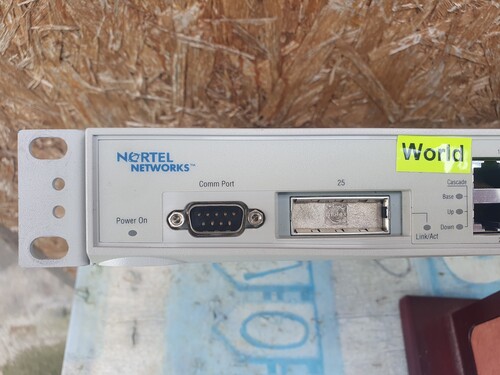 NORTEL
NETWORKS™
World
Comm Port
25
Cascade
Base
Up
Down
Power On
Link/Act